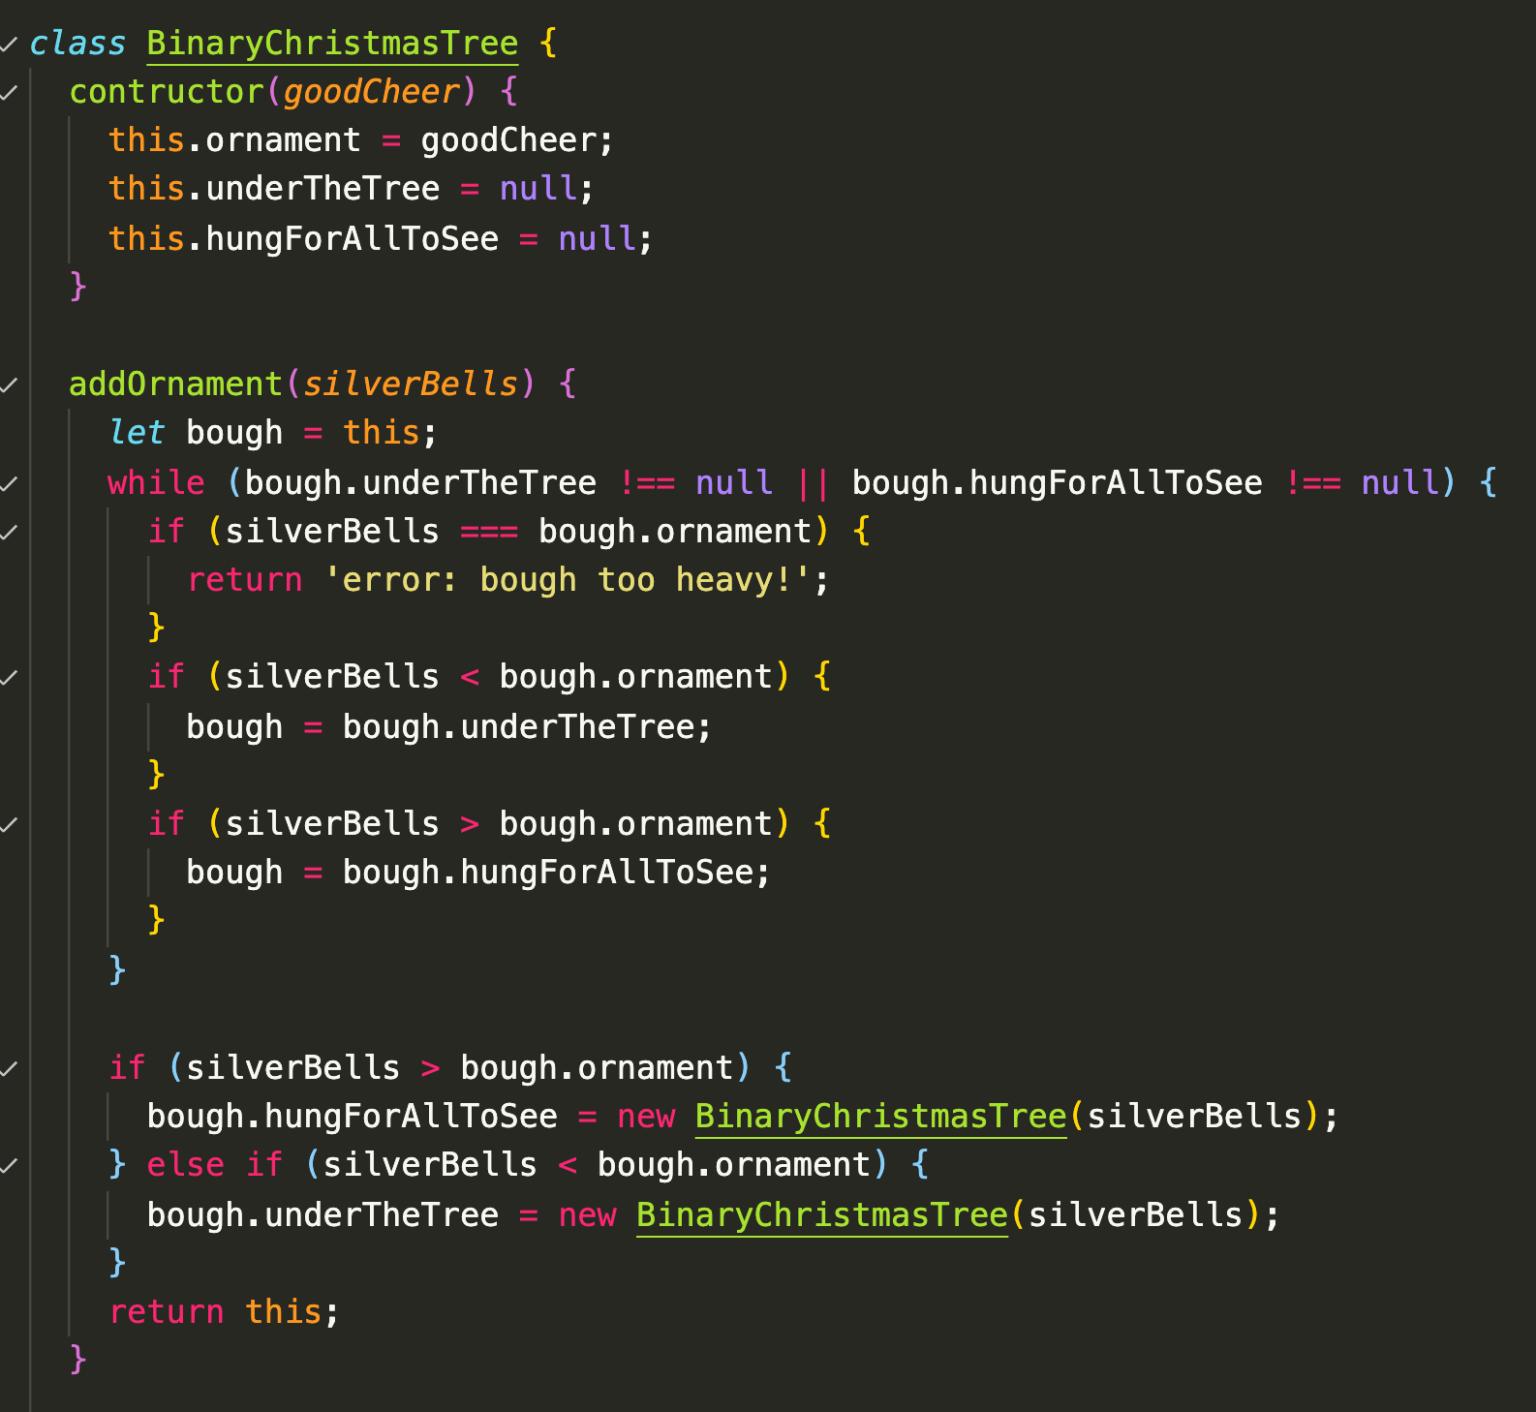 class BinaryChristmasTree {
contructor(goodCheer) {
this.ornament = goodCheer;
this.underTheTree = null;
this.hungForAllToSee = null;
}
addOrnament(silverBells) {
let bough = this;
while (bough.underTheTree !== null || bough.hungForAllToSee !== null) {
if (silverBells === bough.ornament) {
return 'error: bough too heavy!';
}
if (silverBells < bough.ornament) {
bough = bough.underTheTree;
}
if (silverBells > bough.ornament) {
bough = bough.hungForAllToSee;
}
}
if (silverBells > bough.ornament) {
bough.hungForAllToSee = new BinaryChristmasTree(silverBells);
} else if (silverBells < bough.ornament) {
bough.underTheTree = new BinaryChristmasTree(silverBells);
}
return this;
}